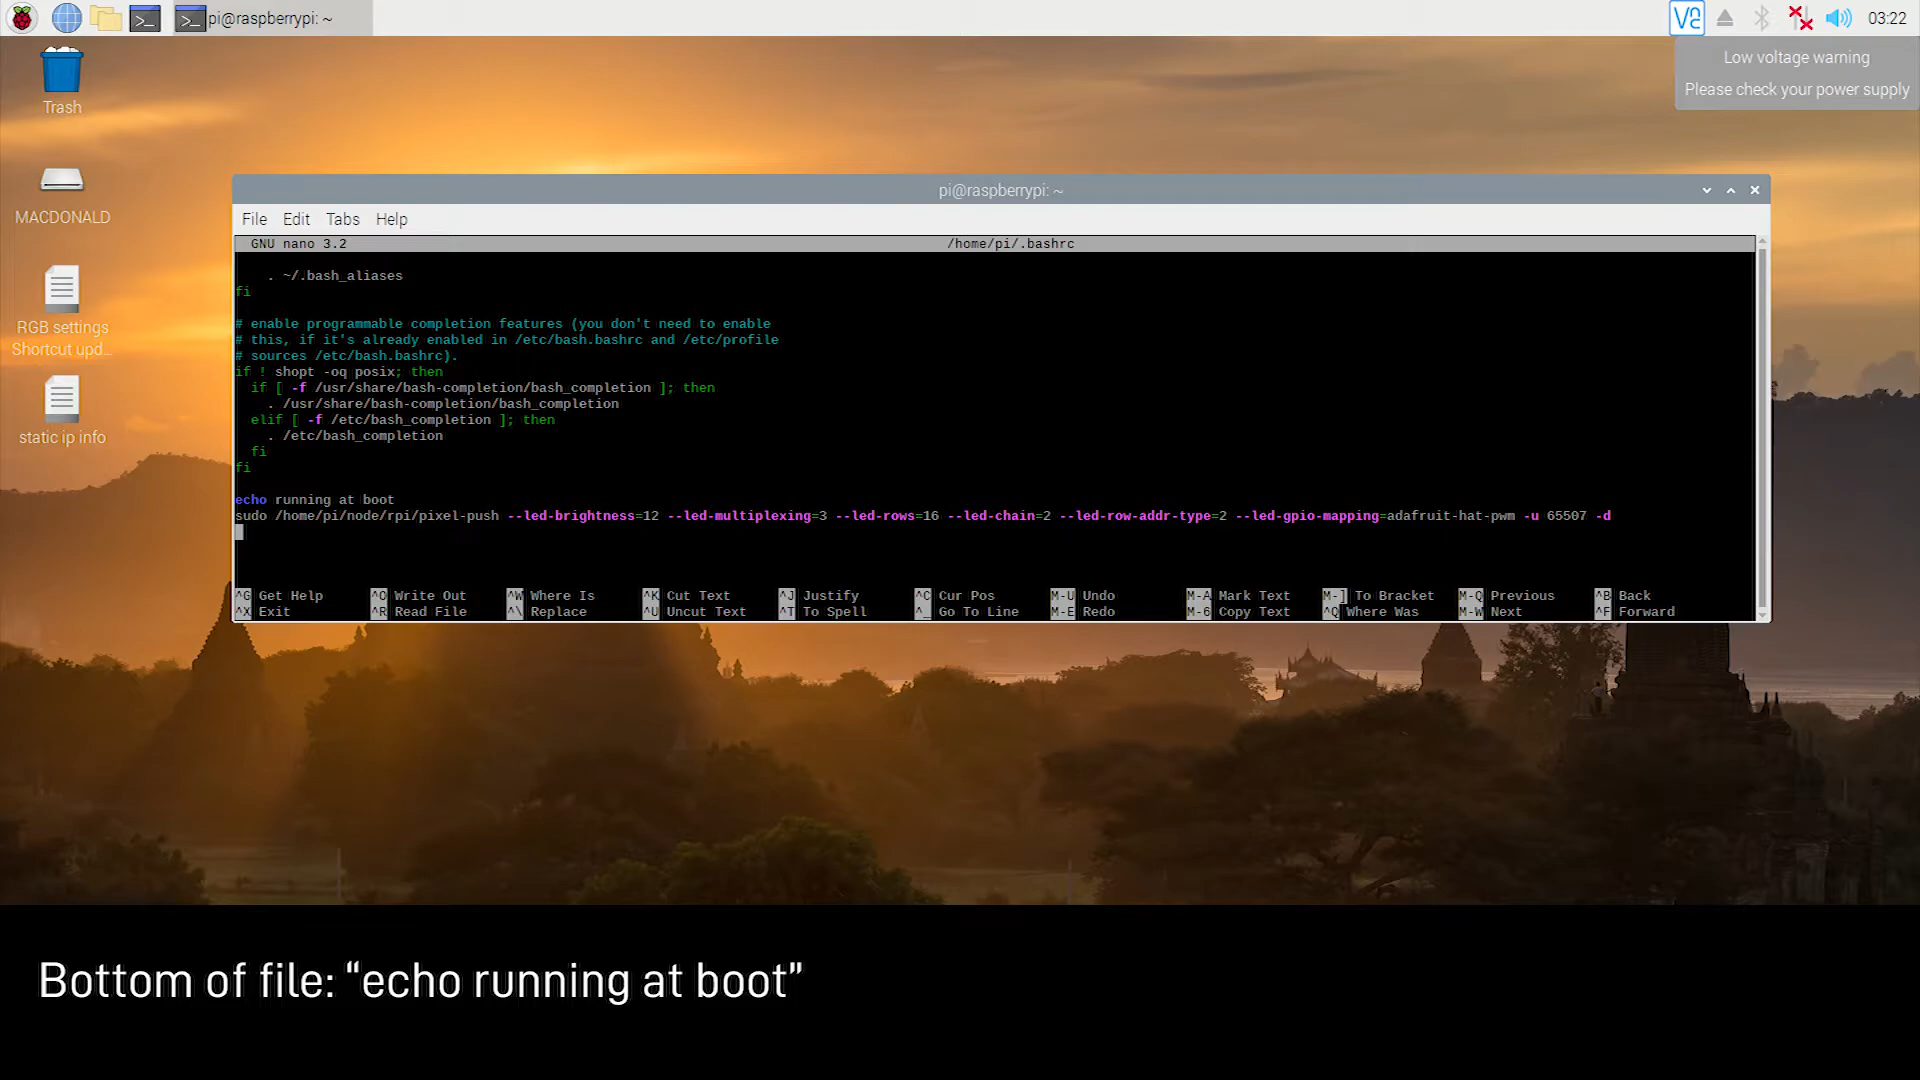 pi@raspberrypi: ~
03:22
Low voltage warning
Please check your power supply
Trash
MACDONALD
RGB settings
Shortcut upd...
static ip info
pi@raspberrypi: ~
File Edit Tabs Help
GNU nano 3.2 /home/pi/.bashrc
. ~/.bash_aliases
fi
# enable programmable completion features (you don't need to enable
# this, if it's already enabled in /etc/bash.bashrc and /etc/profile
# sources /etc/bash.bashrc).
if ! shopt -oq posix; then
if [ -f /usr/share/bash-completion/bash_completion ]; then
. /usr/share/bash-completion/bash_completion
elif [ -f /etc/bash_completion ]; then
. /etc/bash_completion
fi
fi
echo running at boot
sudo /home/pi/node/rpi/pixel-push --led-brightness=12 --led-multiplexing=3 --led-rows=16 --led-chain=2 --led-row-addr-type=2 --led-gpio-mapping=adafruit-hat-pwm -u 65507 -d
^G Get Help ^O Write Out ^W Where Is ^K Cut Text ^J Justify ^C Cur Pos M-U Undo M-A Mark Text M-] To Bracket M-Q Previous ^B Back
^X Exit ^R Read File ^\ Replace ^U Uncut Text ^T To Spell ^_ Go To Line M-E Redo M-6 Copy Text ^Q Where Was M-W Next ^F Forward
Bottom of file: “echo running at boot”